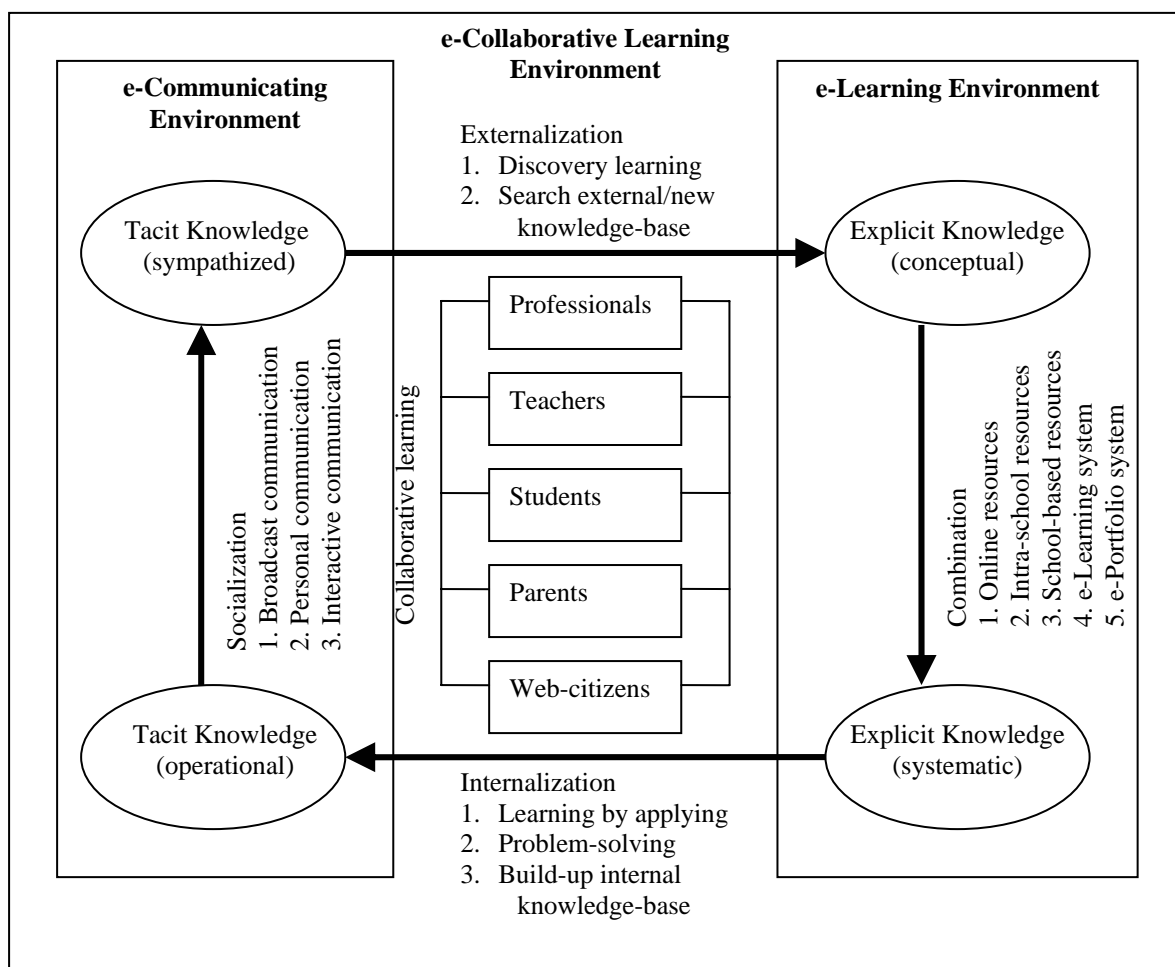 e-Collaborative Learning
Environment
e-Communicating
Environment
e-Learning Environment
Externalization
1. Discovery learning
2. Search external/new
knowledge-base
Tacit Knowledge
(sympathized)
Explicit Knowledge
(conceptual)
Socialization
1. Broadcast communication
2. Personal communication
3. Interactive communication
Collaborative learning
Professionals
Teachers
Students
Parents
Web-citizens
Combination
1. Online resources
2. Intra-school resources
3. School-based resources
4. e-Learning system
5. e-Portfolio system
Tacit Knowledge
(operational)
Explicit Knowledge
(systematic)
Internalization
1. Learning by applying
2. Problem-solving
3. Build-up internal
knowledge-base